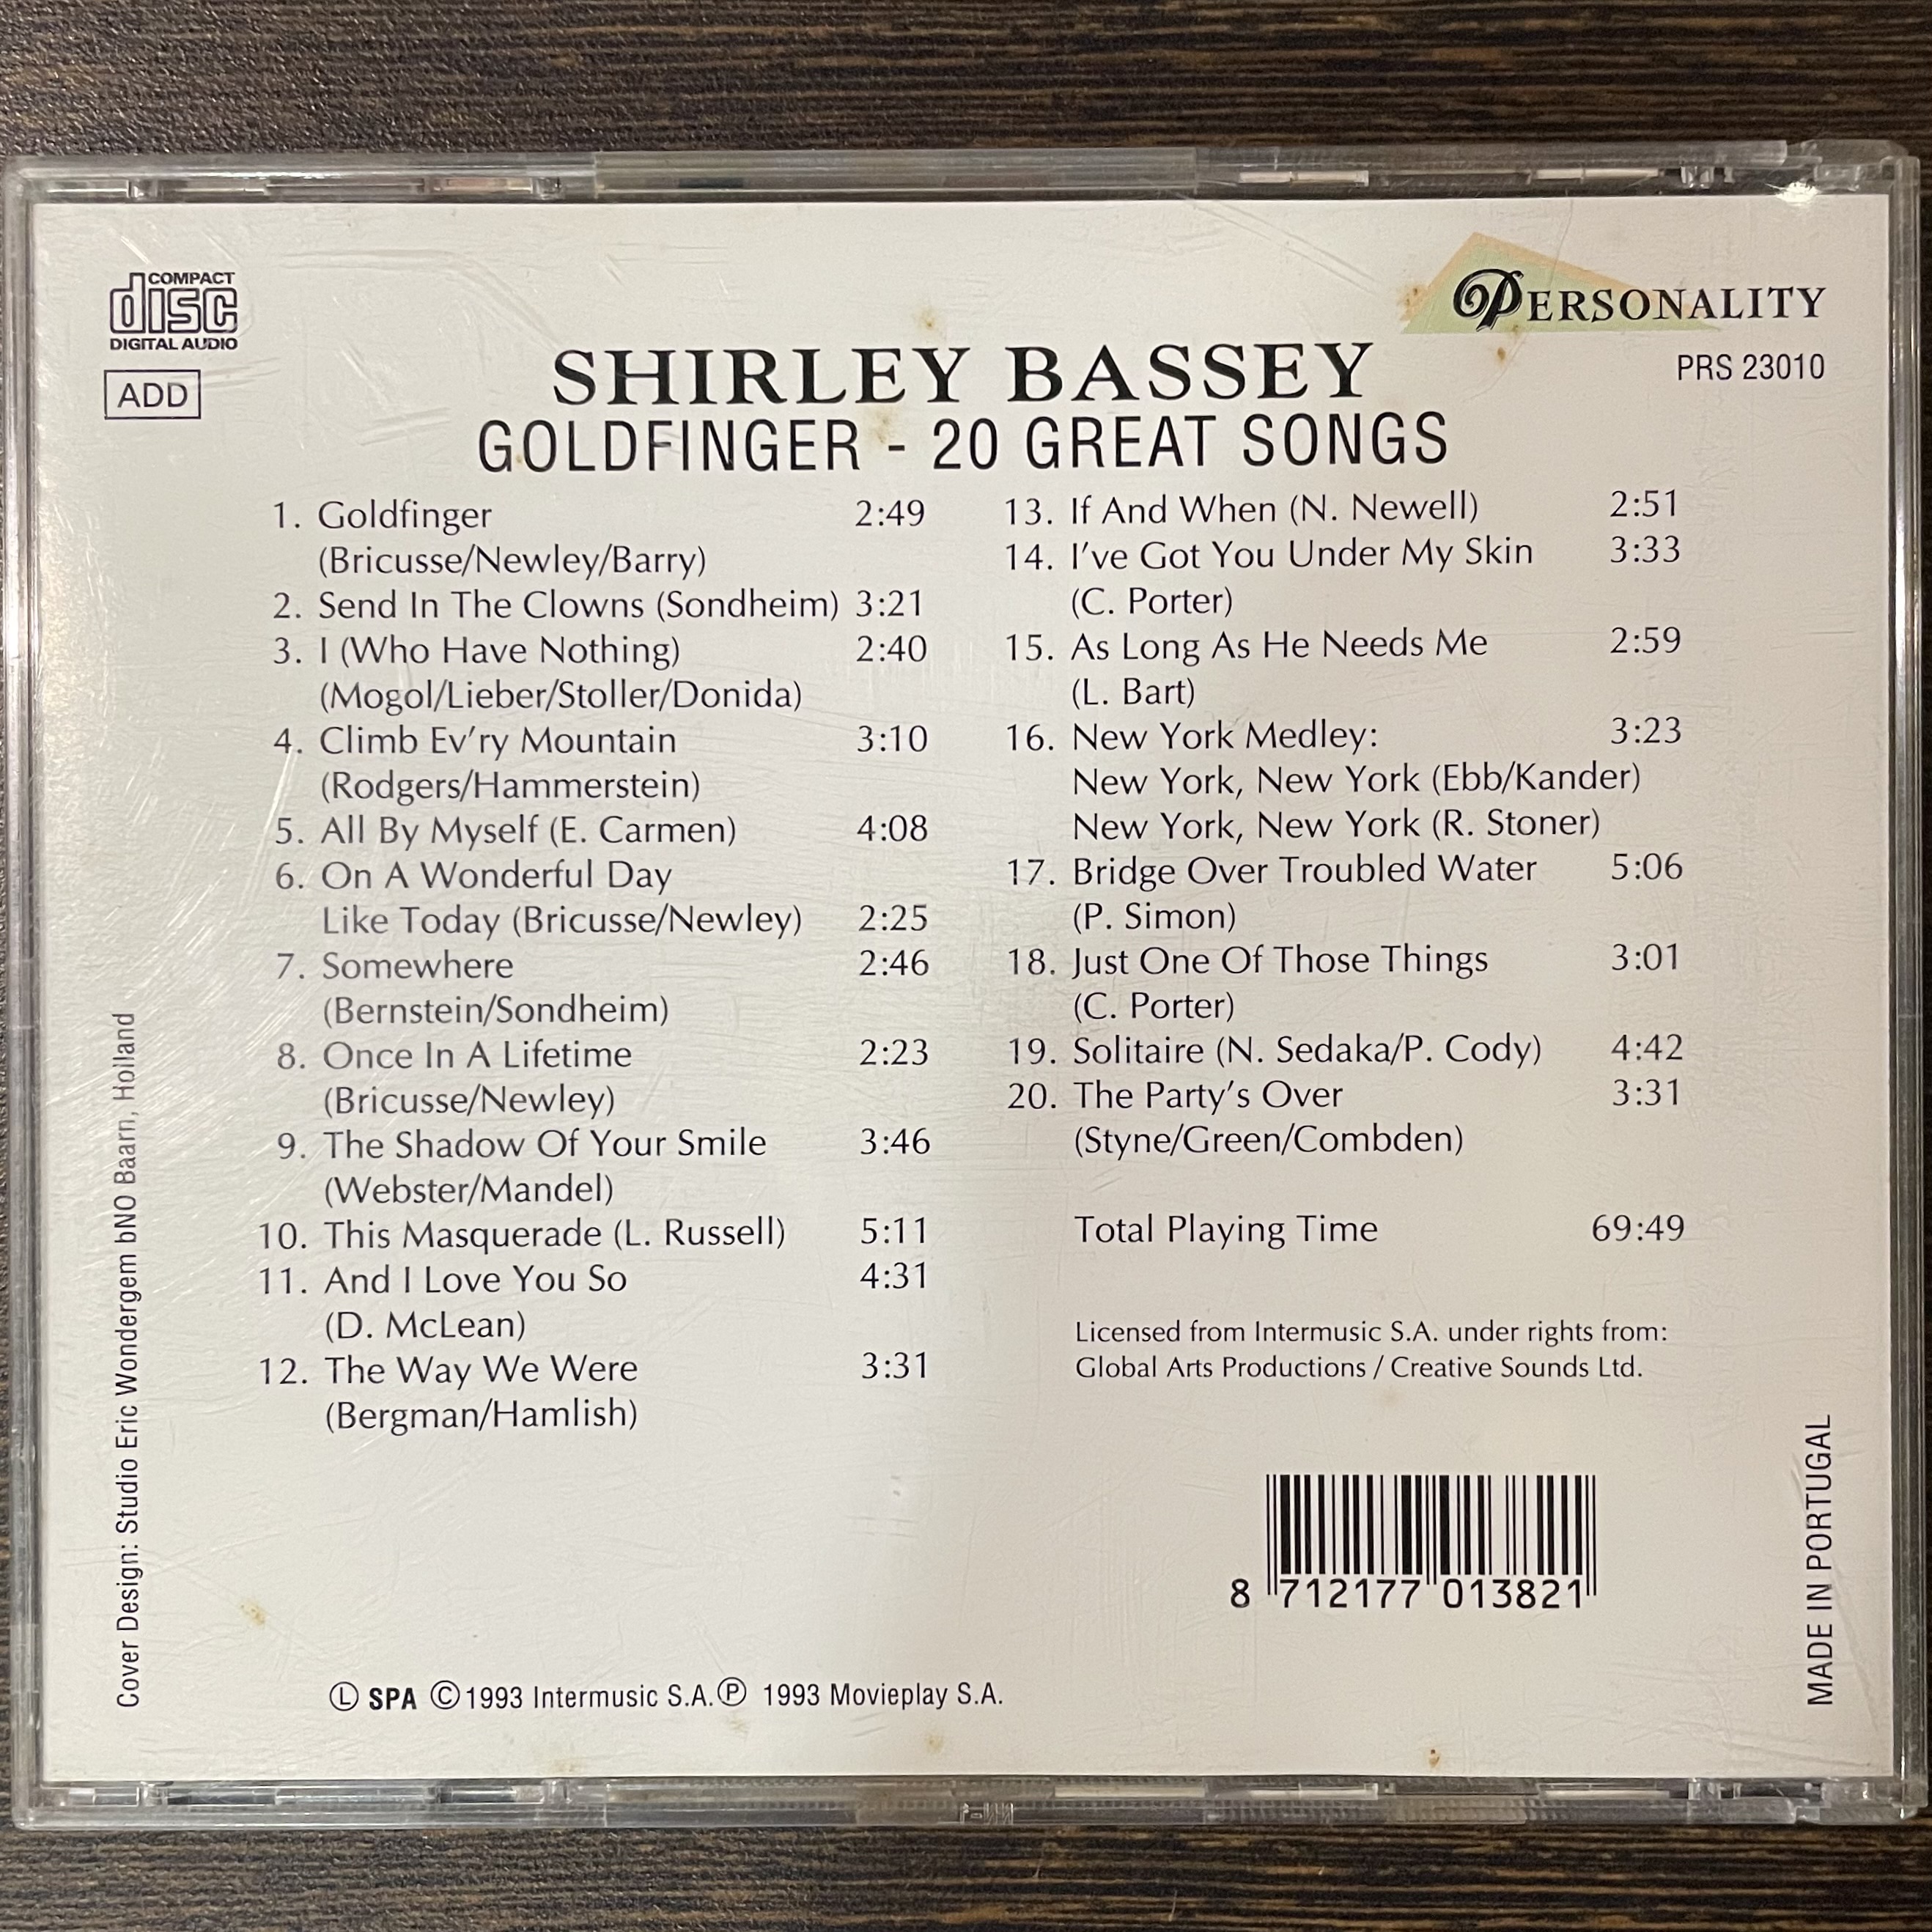 COMPACT
disc
DIGITAL AUDIO
ADD
PERSONALITY
PRS 23010
SHIRLEY BASSEY
GOLDFINGER - 20 GREAT SONGS
1. Goldfinger 2:49
(Bricusse/Newley/Barry)
2. Send In The Clowns (Sondheim) 3:21
3. I (Who Have Nothing) 2:40
(Mogol/Lieber/Stoller/Donida)
4. Climb Ev’ry Mountain 3:10
(Rodgers/Hammerstein)
5. All By Myself (E. Carmen) 4:08
6. On A Wonderful Day
Like Today (Bricusse/Newley) 2:25
7. Somewhere 2:46
(Bernstein/Sondheim)
8. Once In A Lifetime 2:23
(Bricusse/Newley)
9. The Shadow Of Your Smile 3:46
(Webster/Mandel)
10. This Masquerade (L. Russell) 5:11
11. And I Love You So 4:31
(D. McLean)
12. The Way We Were 3:31
(Bergman/Hamlish)
13. If And When (N. Newell) 2:51
14. I’ve Got You Under My Skin 3:33
(C. Porter)
15. As Long As He Needs Me 2:59
(L. Bart)
16. New York Medley: 3:23
New York, New York (Ebb/Kander)
New York, New York (R. Stoner)
17. Bridge Over Troubled Water 5:06
(P. Simon)
18. Just One Of Those Things 3:01
(C. Porter)
19. Solitaire (N. Sedaka/P. Cody) 4:42
20. The Party’s Over 3:31
(Styne/Green/Combden)
Total Playing Time 69:49
Licensed from Intermusic S.A. under rights from:
Global Arts Productions / Creative Sounds Ltd.
8 712177 013821
Ⓛ SPA Ⓒ1993 Intermusic S.A. Ⓟ 1993 Movieplay S.A.
Cover Design: Studio Eric Wondergem bNO Baarn, Holland
MADE IN PORTUGAL